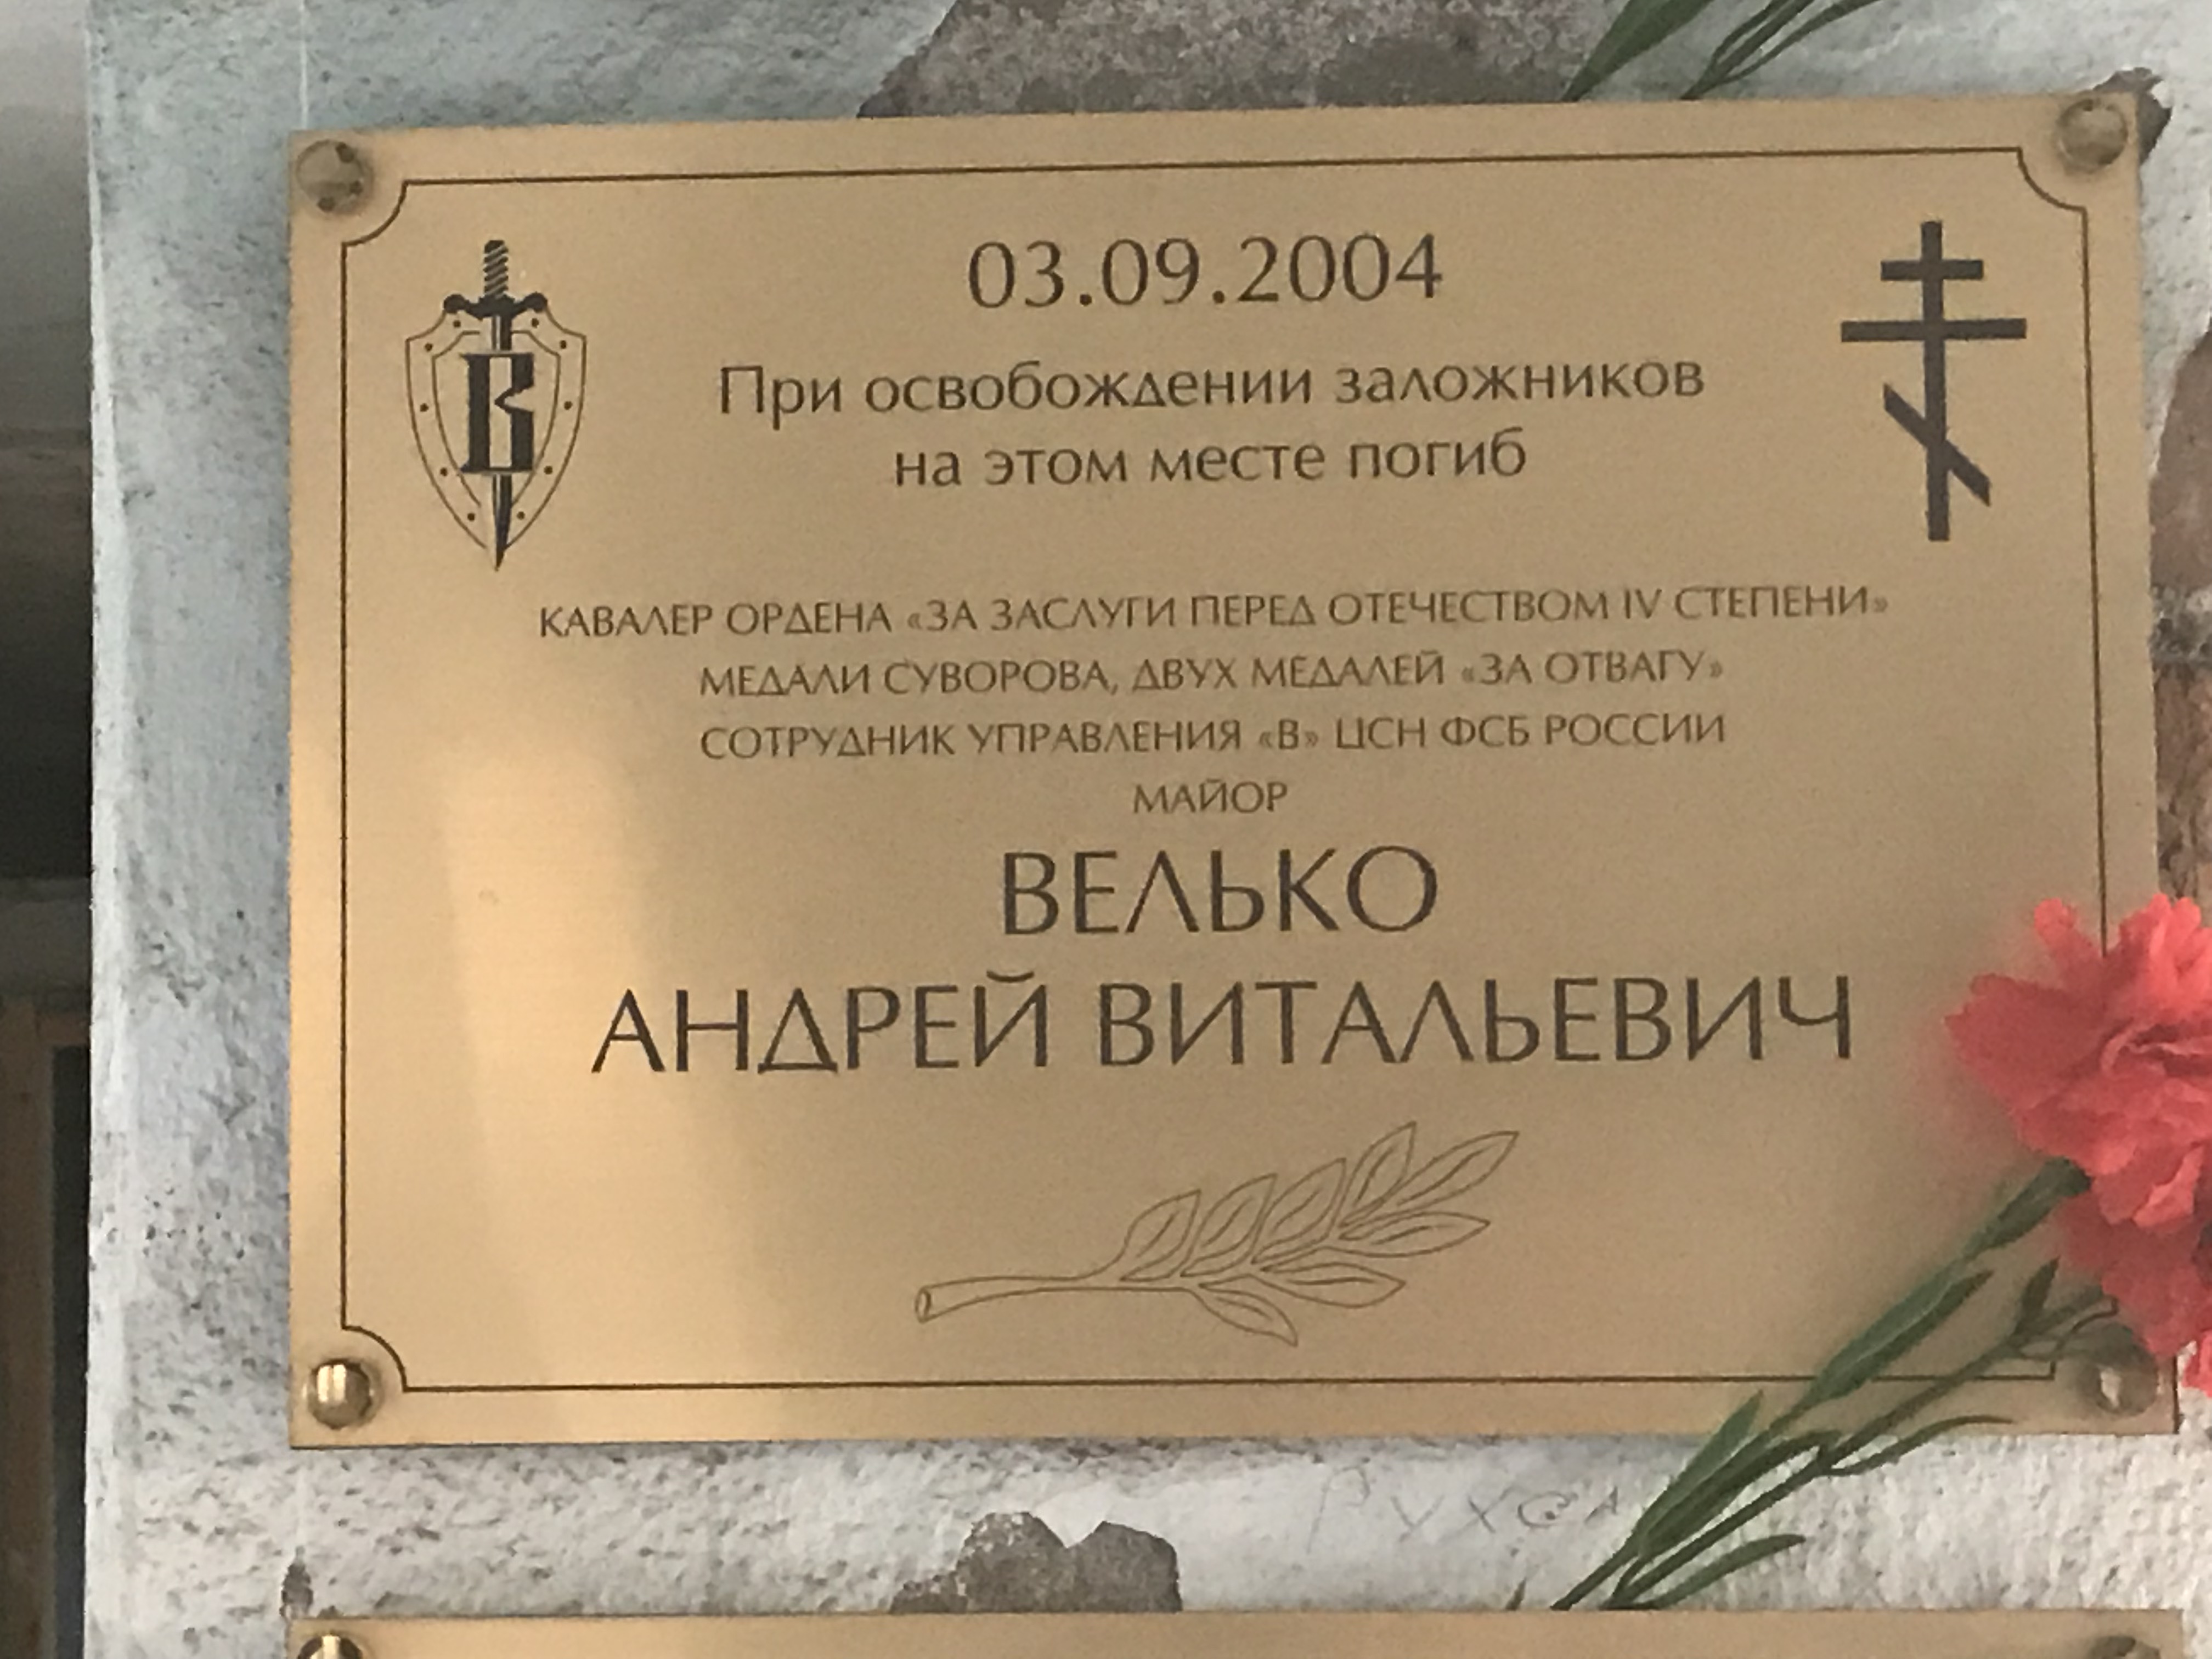 03.09.2004
В
При освобождении заложников
на этом месте погиб
КАВАЛЕР ОРДЕНА «ЗА ЗАСЛУГИ ПЕРЕД ОТЕЧЕСТВОМ IV СТЕПЕНИ»
МЕДАЛИ СУВОРОВА, ДВУХ МЕДАЛЕЙ «ЗА ОТВАГУ»
СОТРУДНИК УПРАВЛЕНИЯ «В» ЦСН ФСБ РОССИИ
МАЙОР
ВЕЛЬКО
АНДРЕЙ ВИТАЛЬЕВИЧ